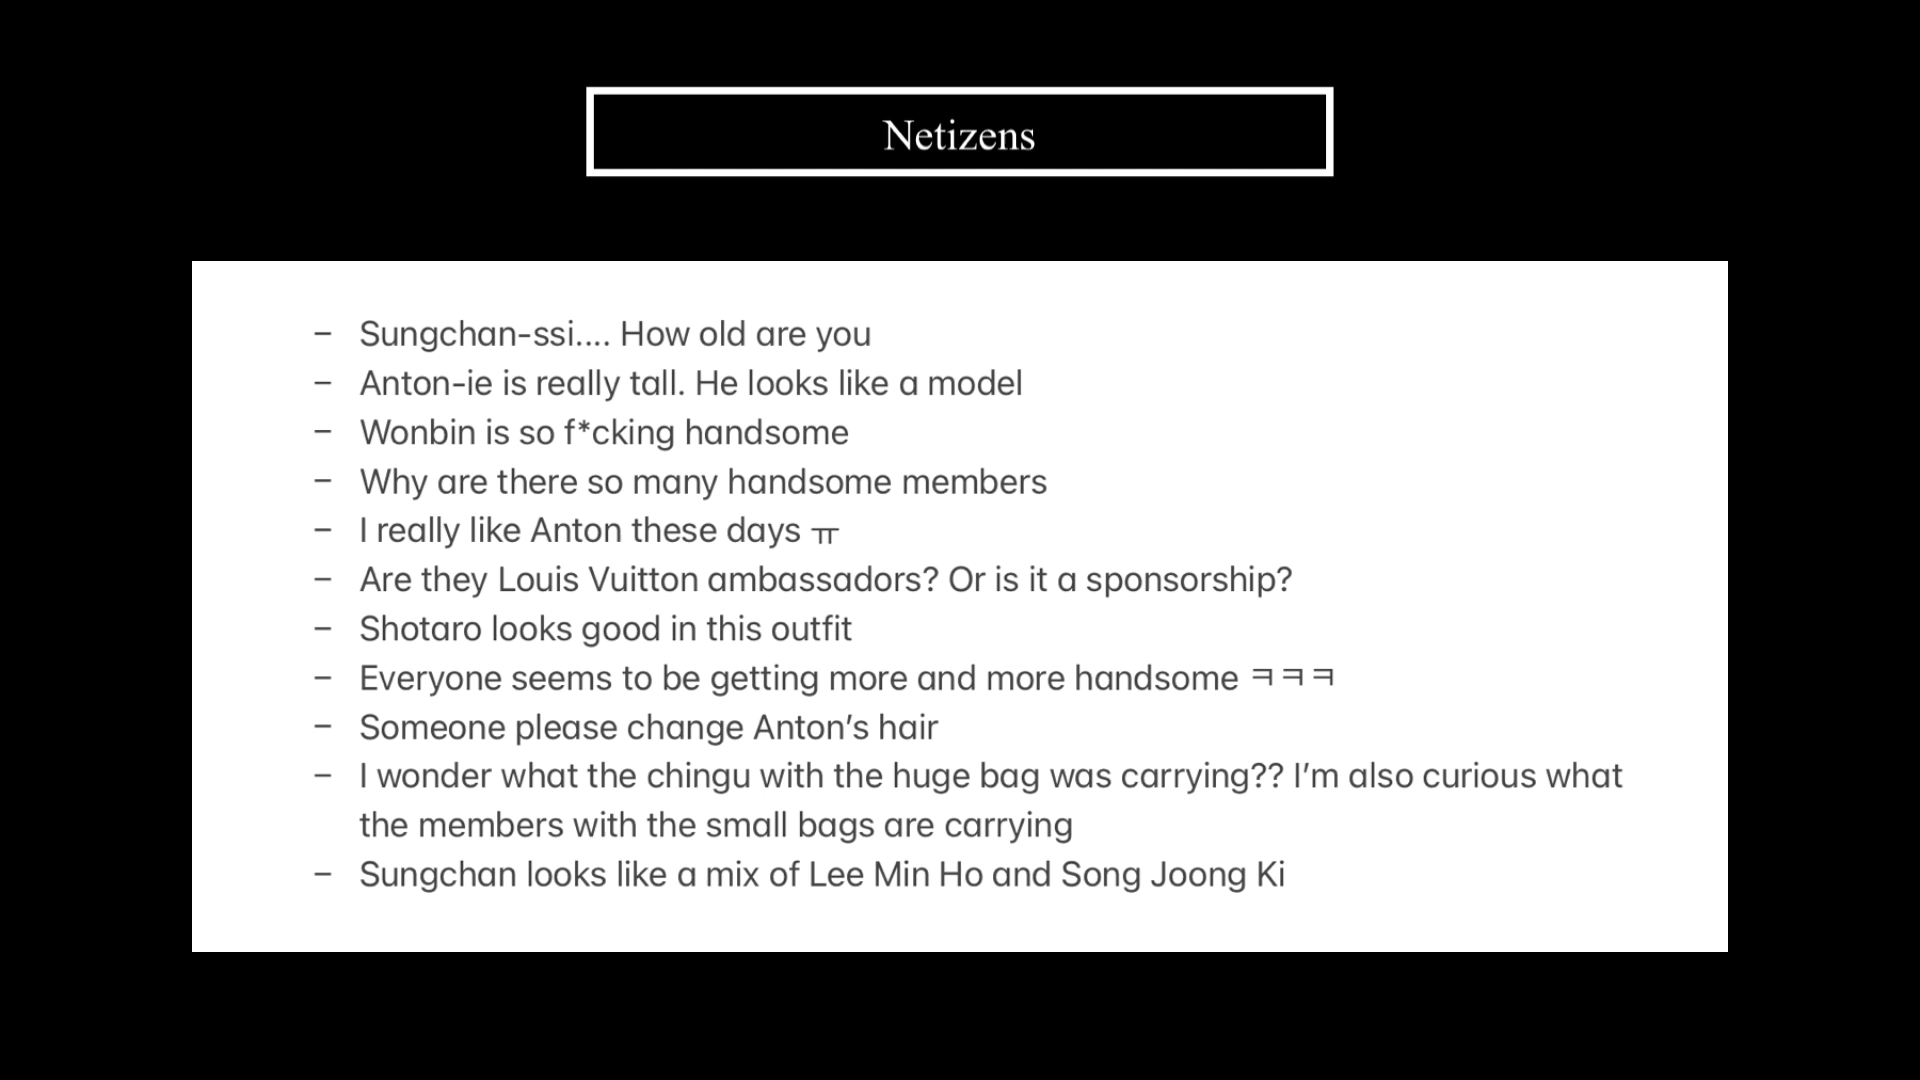 Netizens
- Sungchan-ssi.... How old are you
- Anton-ie is really tall. He looks like a model
- Wonbin is so f*cking handsome
- Why are there so many handsome members
- I really like Anton these days ㅠ
- Are they Louis Vuitton ambassadors? Or is it a sponsorship?
- Shotaro looks good in this outfit
- Everyone seems to be getting more and more handsome ㅋㅋㅋ
- Someone please change Anton’s hair
- I wonder what the chingu with the huge bag was carrying?? I’m also curious what
the members with the small bags are carrying
- Sungchan looks like a mix of Lee Min Ho and Song Joong Ki